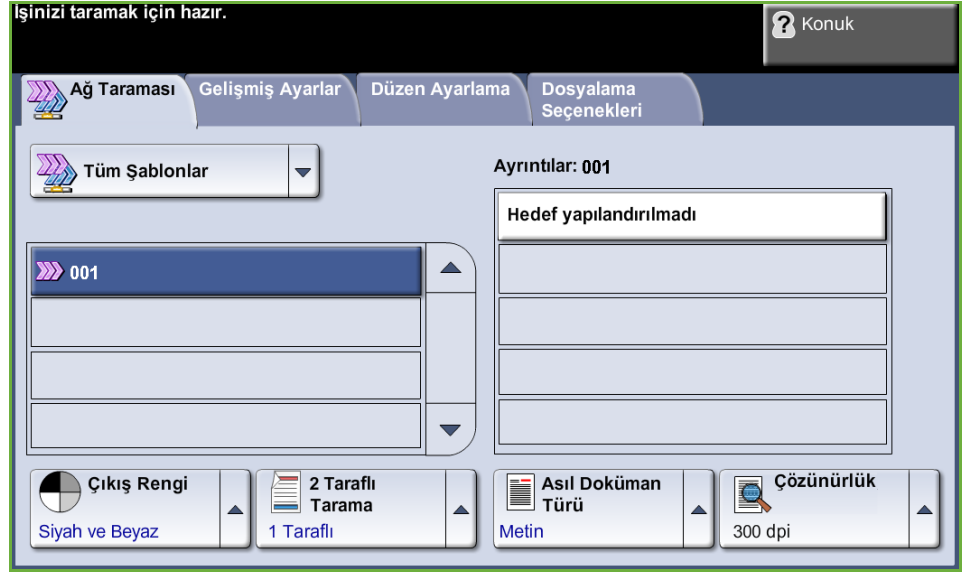 İşinizi taramak için hazır.
? Konuk
Ağ Taraması
Gelişmiş Ayarlar
Düzen Ayarlama
Dosyalama
Seçenekleri
Tüm Şablonlar
Ayrıntılar: 001
Hedef yapılandırılmadı
001
Çıkış Rengi
Siyah ve Beyaz
2 Taraflı
Tarama
1 Taraflı
Asıl Doküman
Türü
Metin
Çözünürlük
300 dpi